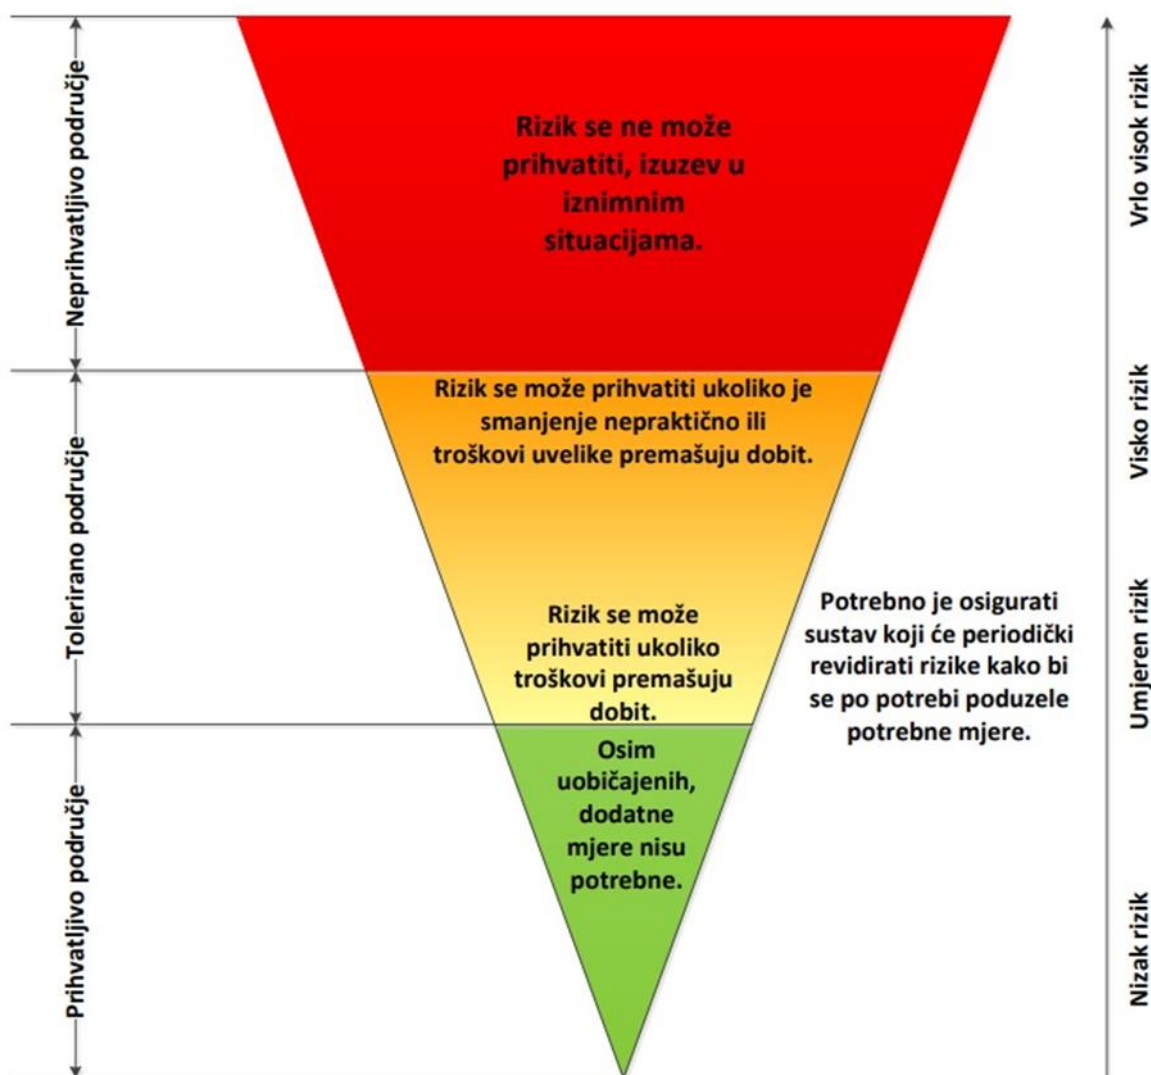 Neprihvatljivo područje
Rizik se ne može
prihvatiti, izuzev u
iznimnim
situacijama.
Vrlo visok rizik
Tolerirano područje
Rizik se može prihvatiti ukoliko je
smanjenje nepraktično ili
troškovi uvelike premašuju dobit.
Visko rizik
Rizik se može
prihvatiti ukoliko
troškovi premašuju
dobit.
Potrebno je osigurati
sustav koji će periodički
revidirati rizike kako bi
se po potrebi poduzele
potrebne mjere.
Umjeren rizik
Prihvatljivo područje
Osim
uobičajenih,
dodatne
mjere nisu
potrebne.
Nizak rizik